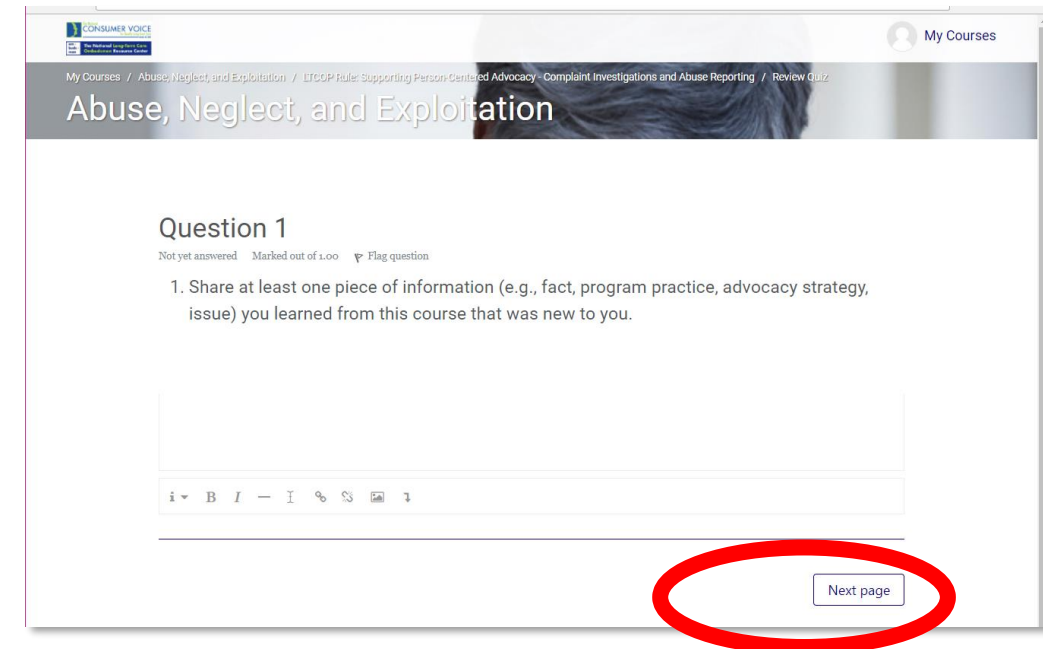 CONSUMER VOICE
My Courses
The National Long-Term Care
Ombudsman Resource Center
My Courses / Abuse, Neglect, and Exploitation / LTCOP Rule: Supporting Person-Centered Advocacy - Complaint Investigations and Abuse Reporting / Review Quiz
Abuse, Neglect, and Exploitation
Question 1
Not yet answered Marked out of 1.00 Flag question
1. Share at least one piece of information (e.g., fact, program practice, advocacy strategy,
issue) you learned from this course that was new to you.
i B I
Next page